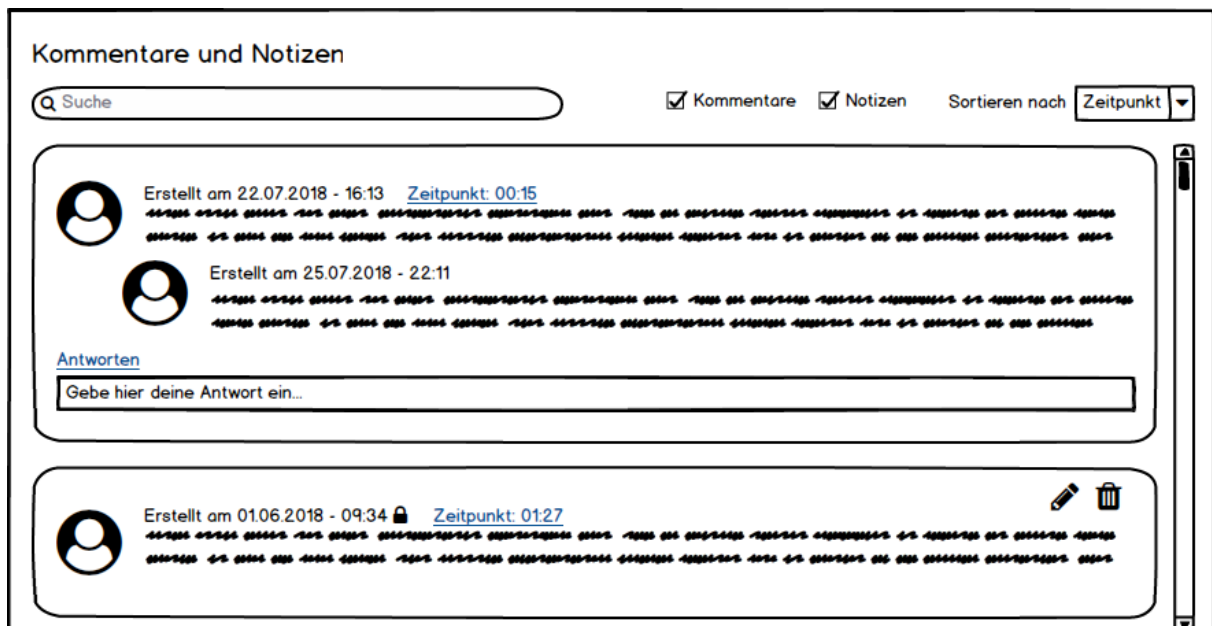 Kommentare und Notizen
Suche
Kommentare
Notizen
Sortieren nach
Zeitpunkt
Erstellt am 22.07.2018 - 16:13 Zeitpunkt: 00:15
Erstellt am 25.07.2018 - 22:11
Antworten
Gebe hier deine Antwort ein...
Erstellt am 01.06.2018 - 09:34 Zeitpunkt: 01:27